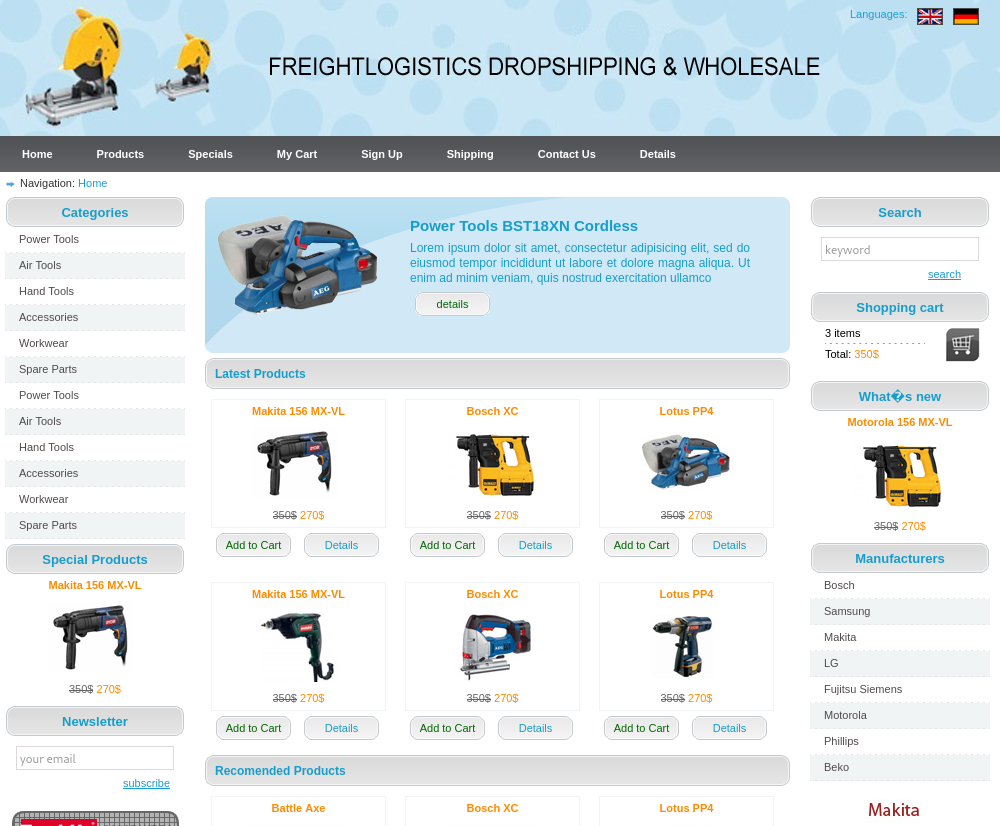 Languages:
FREIGHTLOGISTICS DROPSHIPPING & WHOLESALE
Home Products Specials My Cart Sign Up Shipping Contact Us Details
Navigation: Home
Categories
Power Tools
Air Tools
Hand Tools
Accessories
Workwear
Spare Parts
Power Tools
Air Tools
Hand Tools
Accessories
Workwear
Spare Parts
Special Products
Makita 156 MX-VL
350$ 270$
Newsletter
your email
subscribe
Power Tools BST18XN Cordless
Lorem ipsum dolor sit amet, consectetur adipisicing elit, sed do
eiusmod tempor incididunt ut labore et dolore magna aliqua. Ut
enim ad minim veniam, quis nostrud exercitation ullamco
details
Latest Products
Makita 156 MX-VL Bosch XC Lotus PP4
350$ 270$ 350$ 270$ 350$ 270$
Add to Cart Details Add to Cart Details Add to Cart Details
Makita 156 MX-VL Bosch XC Lotus PP4
350$ 270$ 350$ 270$ 350$ 270$
Add to Cart Details Add to Cart Details Add to Cart Details
Recomended Products
Battle Axe Bosch XC Lotus PP4
Search
keyword
search
Shopping cart
3 items
Total: 350$
What�s new
Motorola 156 MX-VL
350$ 270$
Manufacturers
Bosch
Samsung
Makita
LG
Fujitsu Siemens
Motorola
Phillips
Beko
Makita